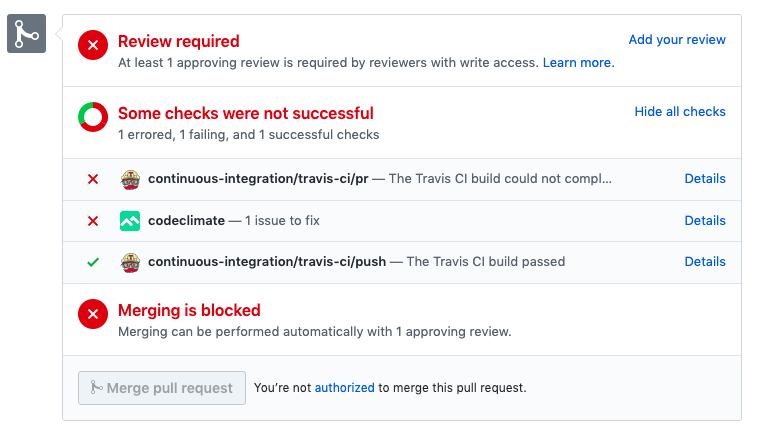 Review required
Add your review
At least 1 approving review is required by reviewers with write access. Learn more.
Some checks were not successful
Hide all checks
1 errored, 1 failing, and 1 successful checks
continuous-integration/travis-ci/pr — The Travis CI build could not compl...
Details
codeclimate — 1 issue to fix
Details
continuous-integration/travis-ci/push — The Travis CI build passed
Details
Merging is blocked
Merging can be performed automatically with 1 approving review.
Merge pull request
You’re not authorized to merge this pull request.